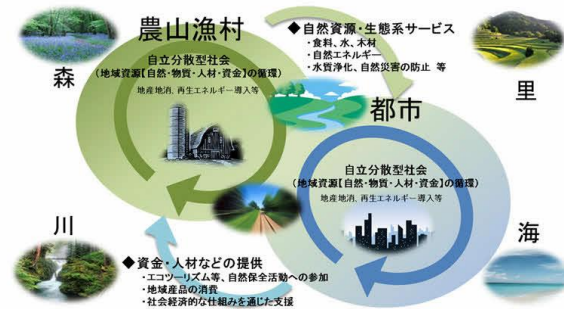 農山漁村
◆自然資源・生態系サービス
・食料、水、木材
・自然エネルギー
・水質浄化、自然災害の防止 等
森
自立分散型社会
(地域資源【自然・物質・人材・資金】の循環)
地産地消、再生エネルギー導入等
里
都市
自立分散型社会
(地域資源【自然・物質・人材・資金】の循環)
地産地消、再生エネルギー導入等
川
海
◆資金・人材などの提供
・エコツーリズム等、自然保全活動への参加
・地域産品の消費
・社会経済的な仕組みを通じた支援